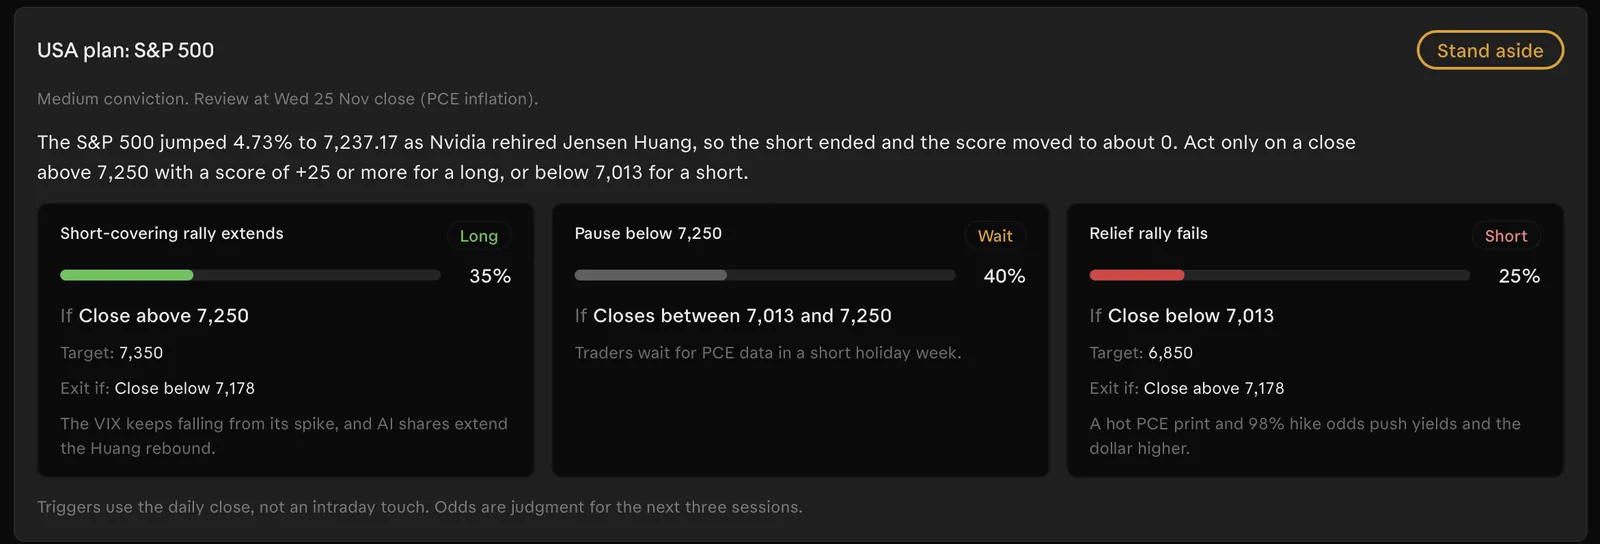 USA plan: S&P 500
Stand aside
Medium conviction. Review at Wed 25 Nov close (PCE inflation).
The S&P 500 jumped 4.73% to 7,237.17 as Nvidia rehired Jensen Huang, so the short ended and the score moved to about 0. Act only on a close
above 7,250 with a score of +25 or more for a long, or below 7,013 for a short.
Short-covering rally extends
Long
35%
If Close above 7,250
Target: 7,350
Exit if: Close below 7,178
The VIX keeps falling from its spike, and AI shares extend
the Huang rebound.
Pause below 7,250
Wait
40%
If Closes between 7,013 and 7,250
Traders wait for PCE data in a short holiday week.
Relief rally fails
Short
25%
If Close below 7,013
Target: 6,850
Exit if: Close above 7,178
A hot PCE print and 98% hike odds push yields and the
dollar higher.
Triggers use the daily close, not an intraday touch. Odds are judgment for the next three sessions.